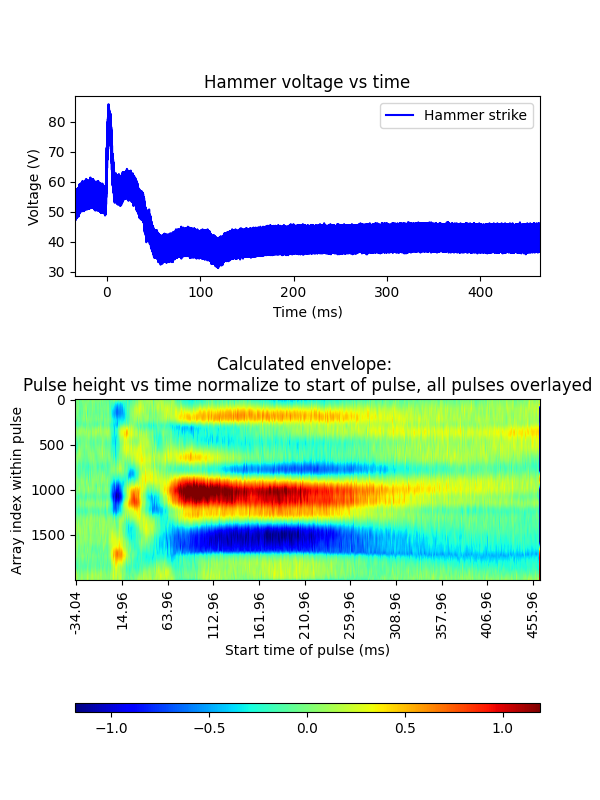 Hammer voltage vs time
Hammer strike
80
70
60
50
40
30
Voltage (V)
0 100 200 300 400
Time (ms)
Calculated envelope:
Pulse height vs time normalize to start of pulse, all pulses overlayed
0
500
1000
1500
Array index within pulse
-34.04 14.96 63.96 112.96 161.96 210.96 259.96 308.96 357.96 406.96 455.96
Start time of pulse (ms)
−1.0 −0.5 0.0 0.5 1.0